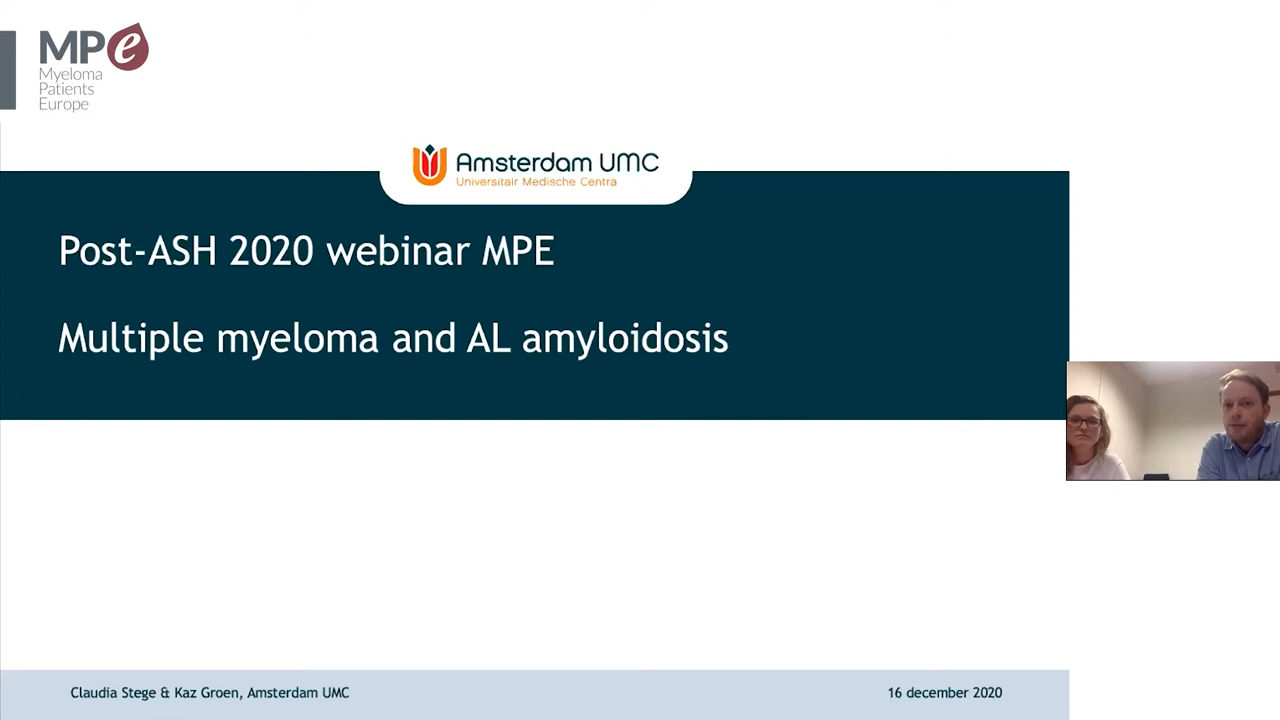 MPe
Myeloma
Patients
Europe
Amsterdam UMC
Universitair Medische Centra
Post-ASH 2020 webinar MPE
Multiple myeloma and AL amyloidosis
Claudia Stege & Kaz Groen, Amsterdam UMC
16 december 2020